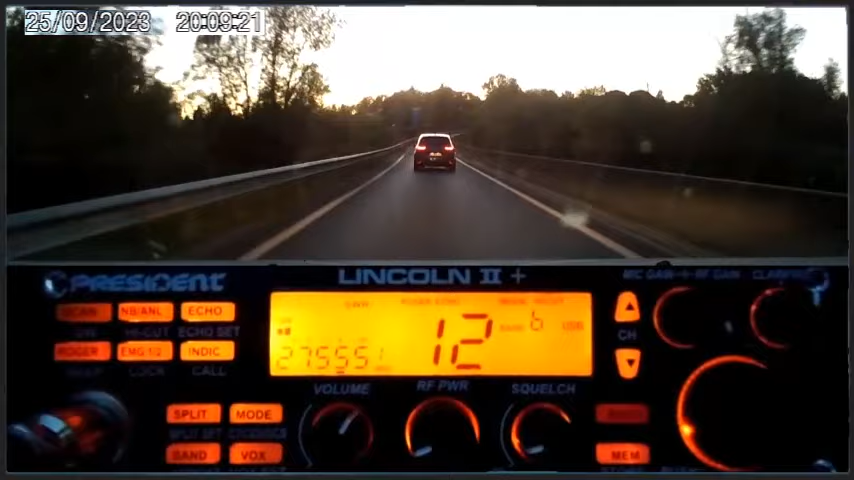 25/09/2023 20:09:21
PRESIDENT LINCOLN II +
MIC GAIN RF GAIN
SCAN NB/ANL ECHO
HI-CUT ECHO SET
ROGER EMG 1/2 INDIC
BEEP LOCK CALL
27555
12
6
USB
CH
VOLUME RF PWR SQUELCH
SPLIT MODE
BAND VOX
MEM